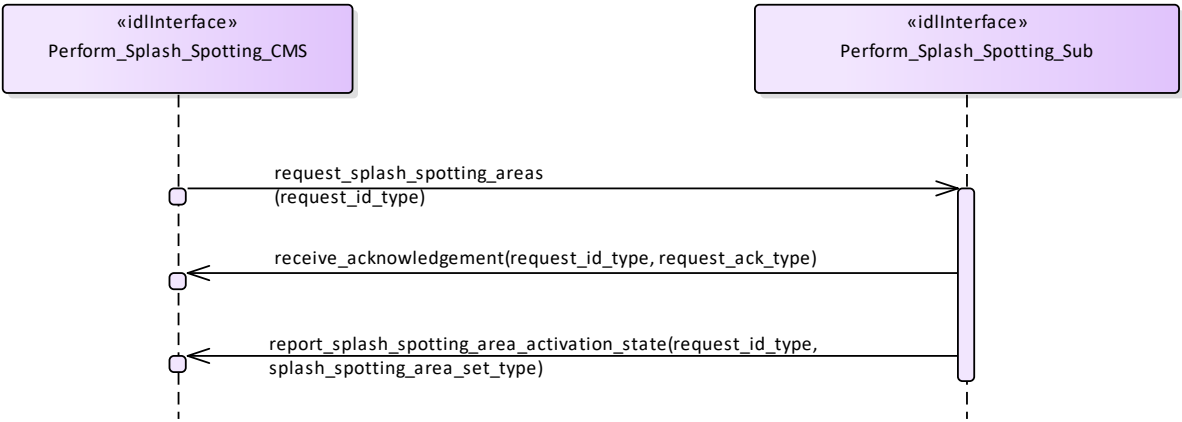 «idlInterface»
Perform_Splash_Spotting_CMS
«idlInterface»
Perform_Splash_Spotting_Sub
request_splash_spotting_areas
(request_id_type)
receive_acknowledgement(request_id_type, request_ack_type)
report_splash_spotting_area_activation_state(request_id_type,
splash_spotting_area_set_type)